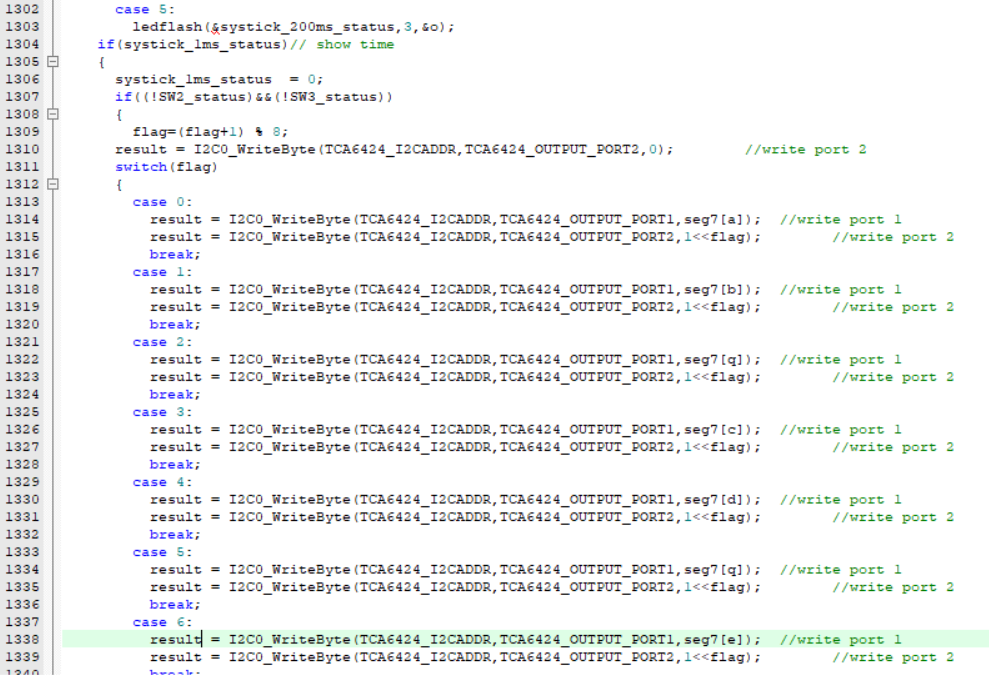 1302 case 5:
1303 ledflash(&systick_200ms_status,3,&o);
1304 if(systick_1ms_status)// show time
1305 {
1306 systick_1ms_status  = 0;
1307 if((!SW2_status)&&(!SW3_status))
1308 {
1309 flag=(flag+1) % 8;
1310 result = I2C0_WriteByte(TCA6424_I2CADDR,TCA6424_OUTPUT_PORT2,0); //write port 2
1311 switch(flag)
1312 {
1313 case 0:
1314 result = I2C0_WriteByte(TCA6424_I2CADDR,TCA6424_OUTPUT_PORT1,seg7[a]); //write port 1
1315 result = I2C0_WriteByte(TCA6424_I2CADDR,TCA6424_OUTPUT_PORT2,1<<flag); //write port 2
1316 break;
1317 case 1:
1318 result = I2C0_WriteByte(TCA6424_I2CADDR,TCA6424_OUTPUT_PORT1,seg7[b]); //write port 1
1319 result = I2C0_WriteByte(TCA6424_I2CADDR,TCA6424_OUTPUT_PORT2,1<<flag); //write port 2
1320 break;
1321 case 2:
1322 result = I2C0_WriteByte(TCA6424_I2CADDR,TCA6424_OUTPUT_PORT1,seg7[q]); //write port 1
1323 result = I2C0_WriteByte(TCA6424_I2CADDR,TCA6424_OUTPUT_PORT2,1<<flag); //write port 2
1324 break;
1325 case 3:
1326 result = I2C0_WriteByte(TCA6424_I2CADDR,TCA6424_OUTPUT_PORT1,seg7[c]); //write port 1
1327 result = I2C0_WriteByte(TCA6424_I2CADDR,TCA6424_OUTPUT_PORT2,1<<flag); //write port 2
1328 break;
1329 case 4:
1330 result = I2C0_WriteByte(TCA6424_I2CADDR,TCA6424_OUTPUT_PORT1,seg7[d]); //write port 1
1331 result = I2C0_WriteByte(TCA6424_I2CADDR,TCA6424_OUTPUT_PORT2,1<<flag); //write port 2
1332 break;
1333 case 5:
1334 result = I2C0_WriteByte(TCA6424_I2CADDR,TCA6424_OUTPUT_PORT1,seg7[q]); //write port 1
1335 result = I2C0_WriteByte(TCA6424_I2CADDR,TCA6424_OUTPUT_PORT2,1<<flag); //write port 2
1336 break;
1337 case 6:
1338 result = I2C0_WriteByte(TCA6424_I2CADDR,TCA6424_OUTPUT_PORT1,seg7[e]); //write port 1
1339 result = I2C0_WriteByte(TCA6424_I2CADDR,TCA6424_OUTPUT_PORT2,1<<flag); //write port 2
1340 break;